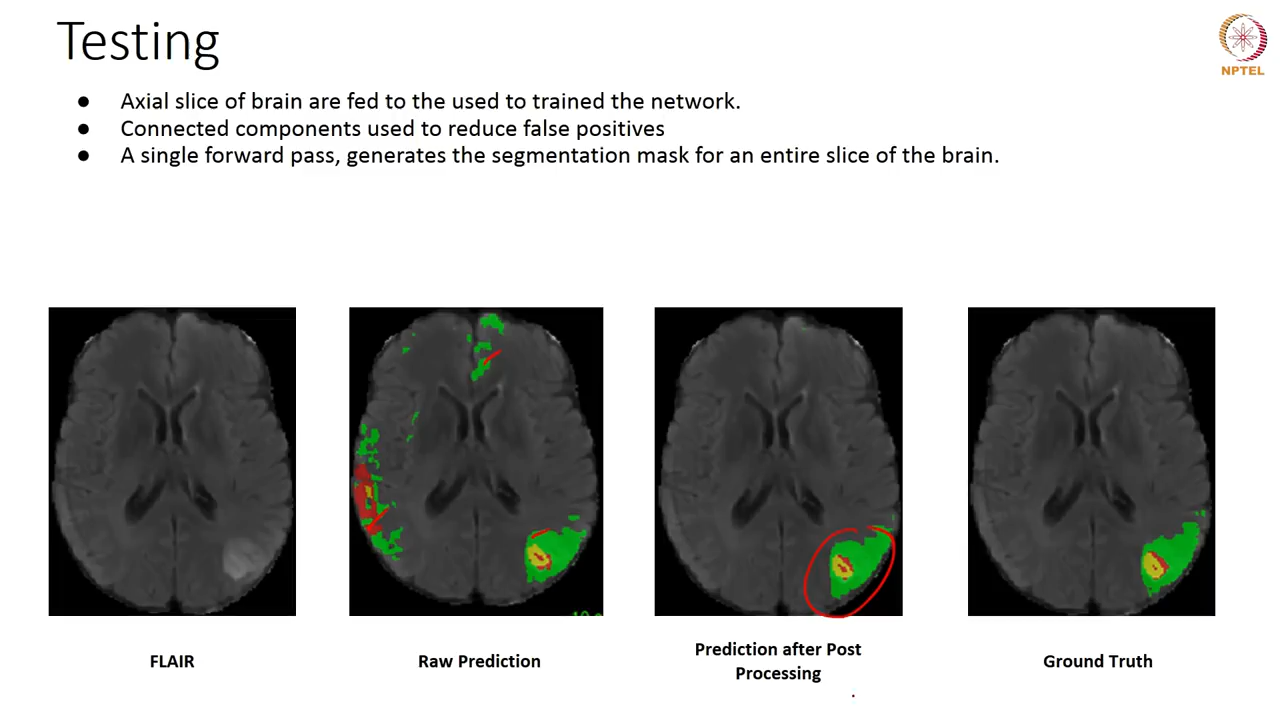 Testing
NPTEL
● Axial slice of brain are fed to the used to trained the network.
● Connected components used to reduce false positives
● A single forward pass, generates the segmentation mask for an entire slice of the brain.
FLAIR
Raw Prediction
Prediction after Post
Processing
Ground Truth